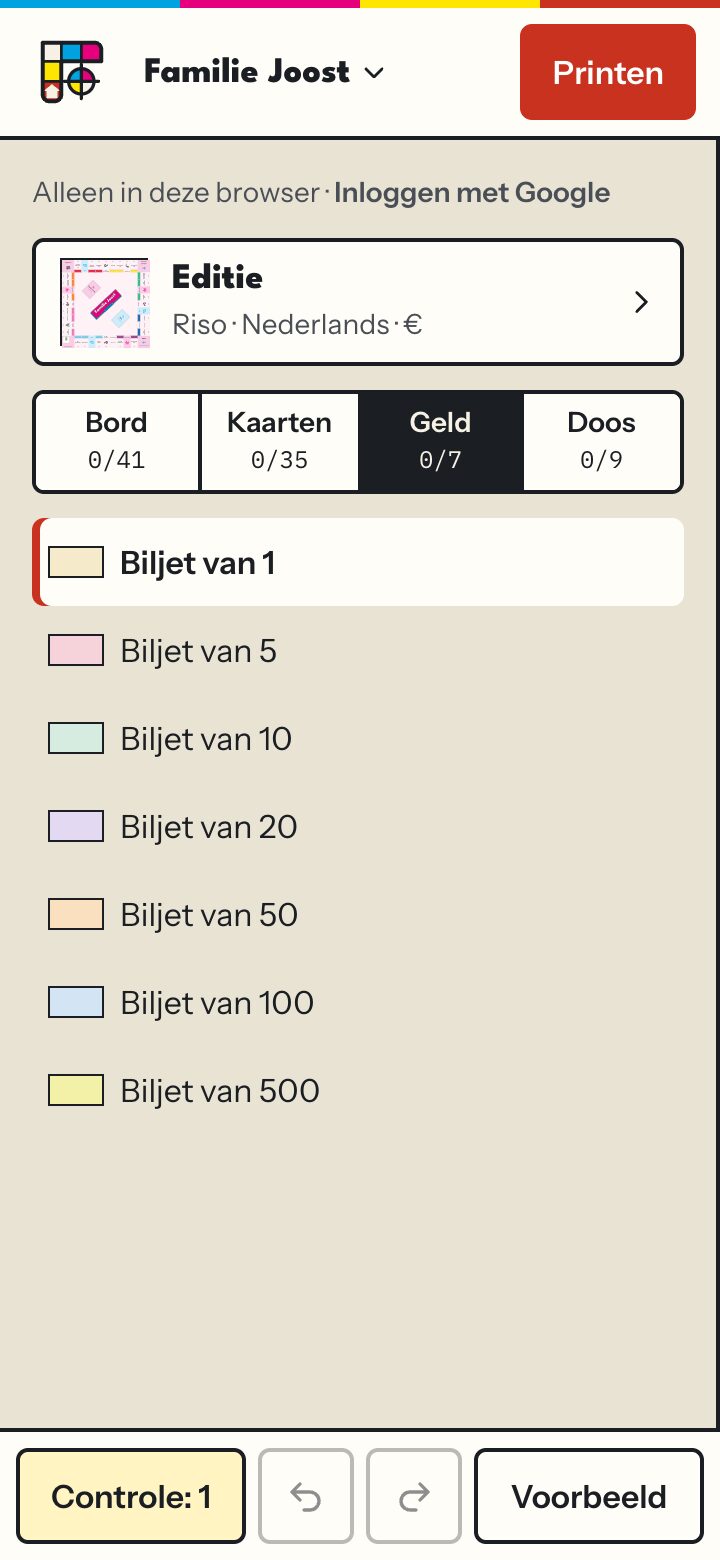 Familie Joost
Printen
Alleen in deze browser · Inloggen met Google
Editie
Riso · Nederlands · €
Bord
0/41
Kaarten
0/35
Geld
0/7
Doos
0/9
Biljet van 1
Biljet van 5
Biljet van 10
Biljet van 20
Biljet van 50
Biljet van 100
Biljet van 500
Controle: 1
Voorbeeld